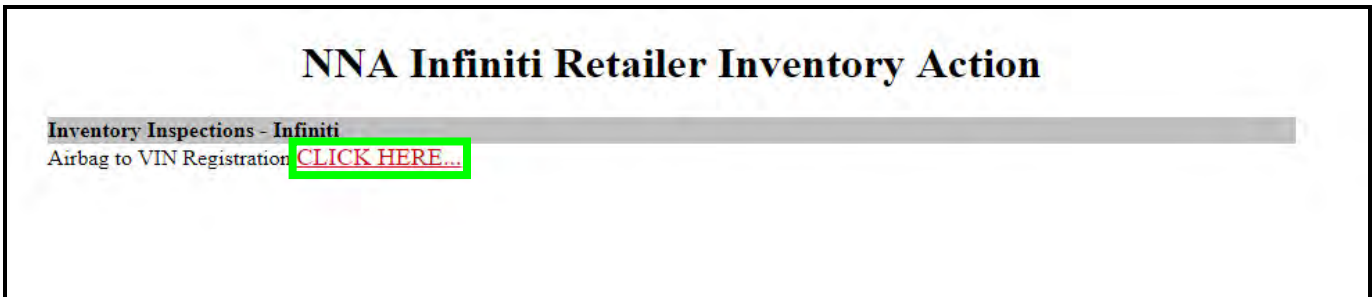 NNA Infiniti Retailer Inventory Action
Inventory Inspections - Infiniti
Airbag to VIN Registration CLICK HERE...